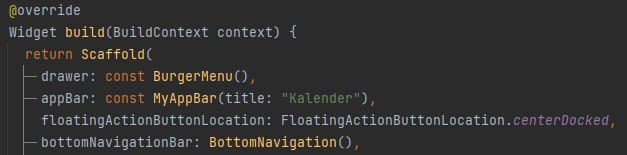 @override
Widget build(BuildContext context) {
return Scaffold(
drawer: const BurgerMenu(),
appBar: const MyAppBar(title: "Kalender"),
floatingActionButtonLocation: FloatingActionButtonLocation.centerDocked,
bottomNavigationBar: BottomNavigation(),